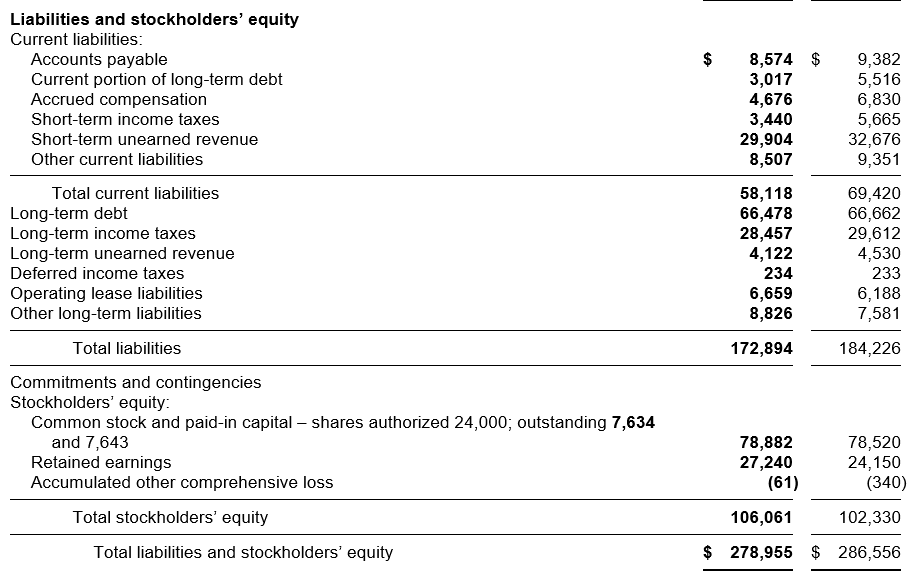 Liabilities and stockholders’ equity
Current liabilities:
Accounts payable $ 8,574 $ 9,382
Current portion of long-term debt 3,017 5,516
Accrued compensation 4,676 6,830
Short-term income taxes 3,440 5,665
Short-term unearned revenue 29,904 32,676
Other current liabilities 8,507 9,351
Total current liabilities 58,118 69,420
Long-term debt 66,478 66,662
Long-term income taxes 28,457 29,612
Long-term unearned revenue 4,122 4,530
Deferred income taxes 234 233
Operating lease liabilities 6,659 6,188
Other long-term liabilities 8,826 7,581
Total liabilities 172,894 184,226
Commitments and contingencies
Stockholders’ equity:
Common stock and paid-in capital – shares authorized 24,000; outstanding 7,634
and 7,643 78,882 78,520
Retained earnings 27,240 24,150
Accumulated other comprehensive loss (61) (340)
Total stockholders’ equity 106,061 102,330
Total liabilities and stockholders’ equity $ 278,955 $ 286,556